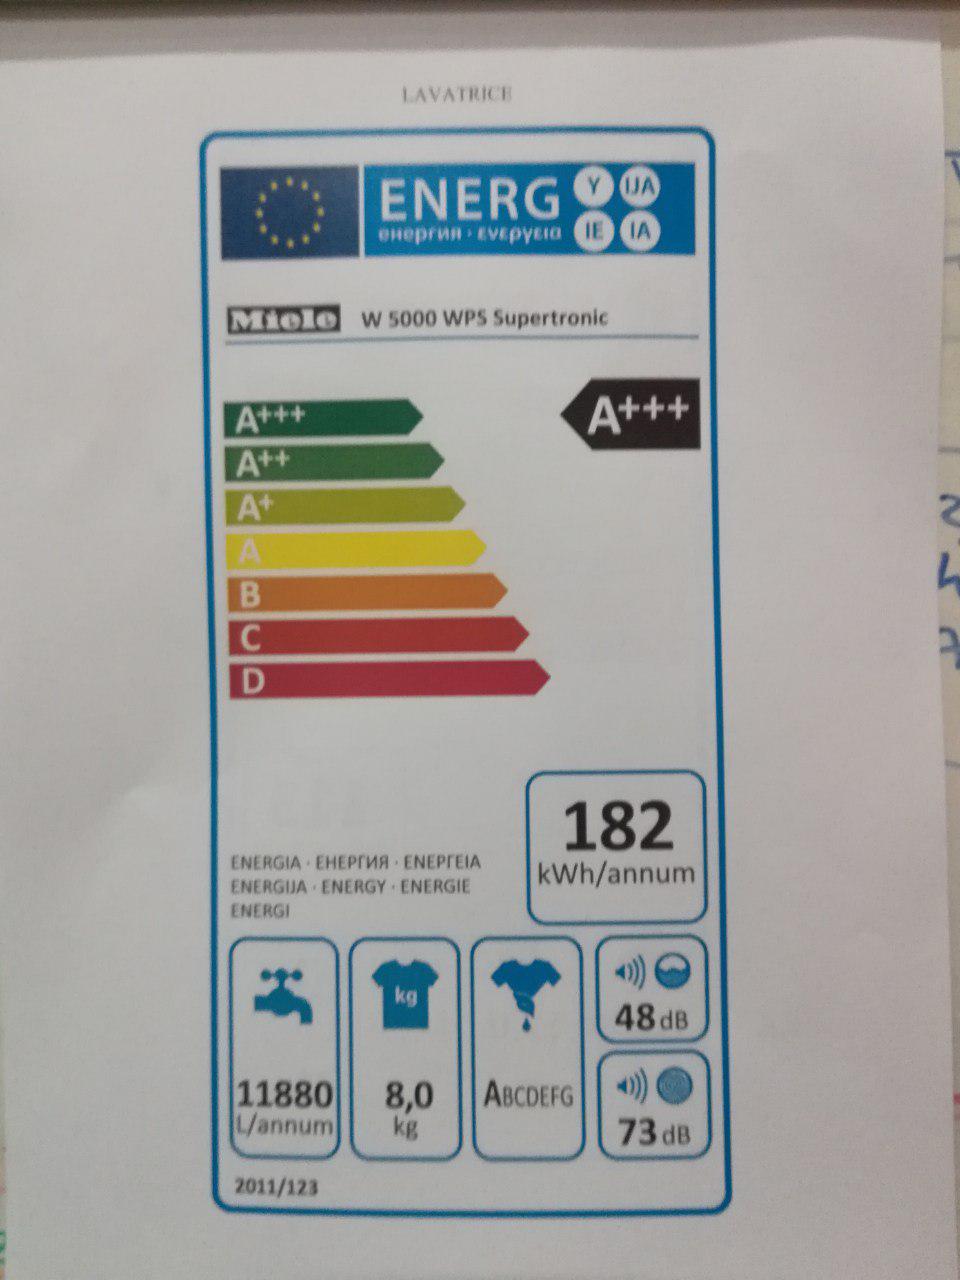 LAVATRICE
ENERG Y IJA
енергия · ενεργεια IE IA
Miele W 5000 WPS Supertronic
A+++ A+++
A++
A+
A
B
C
D
182
kWh/annum
ENERGIA · ЕНЕРГИЯ · ΕΝΕΡΓΕΙΑ
ENERGIJA · ENERGY · ENERGIE
ENERGI
kg
48 dB
11880
L/annum
8,0
kg
ABCDEFG
73 dB
2011/123